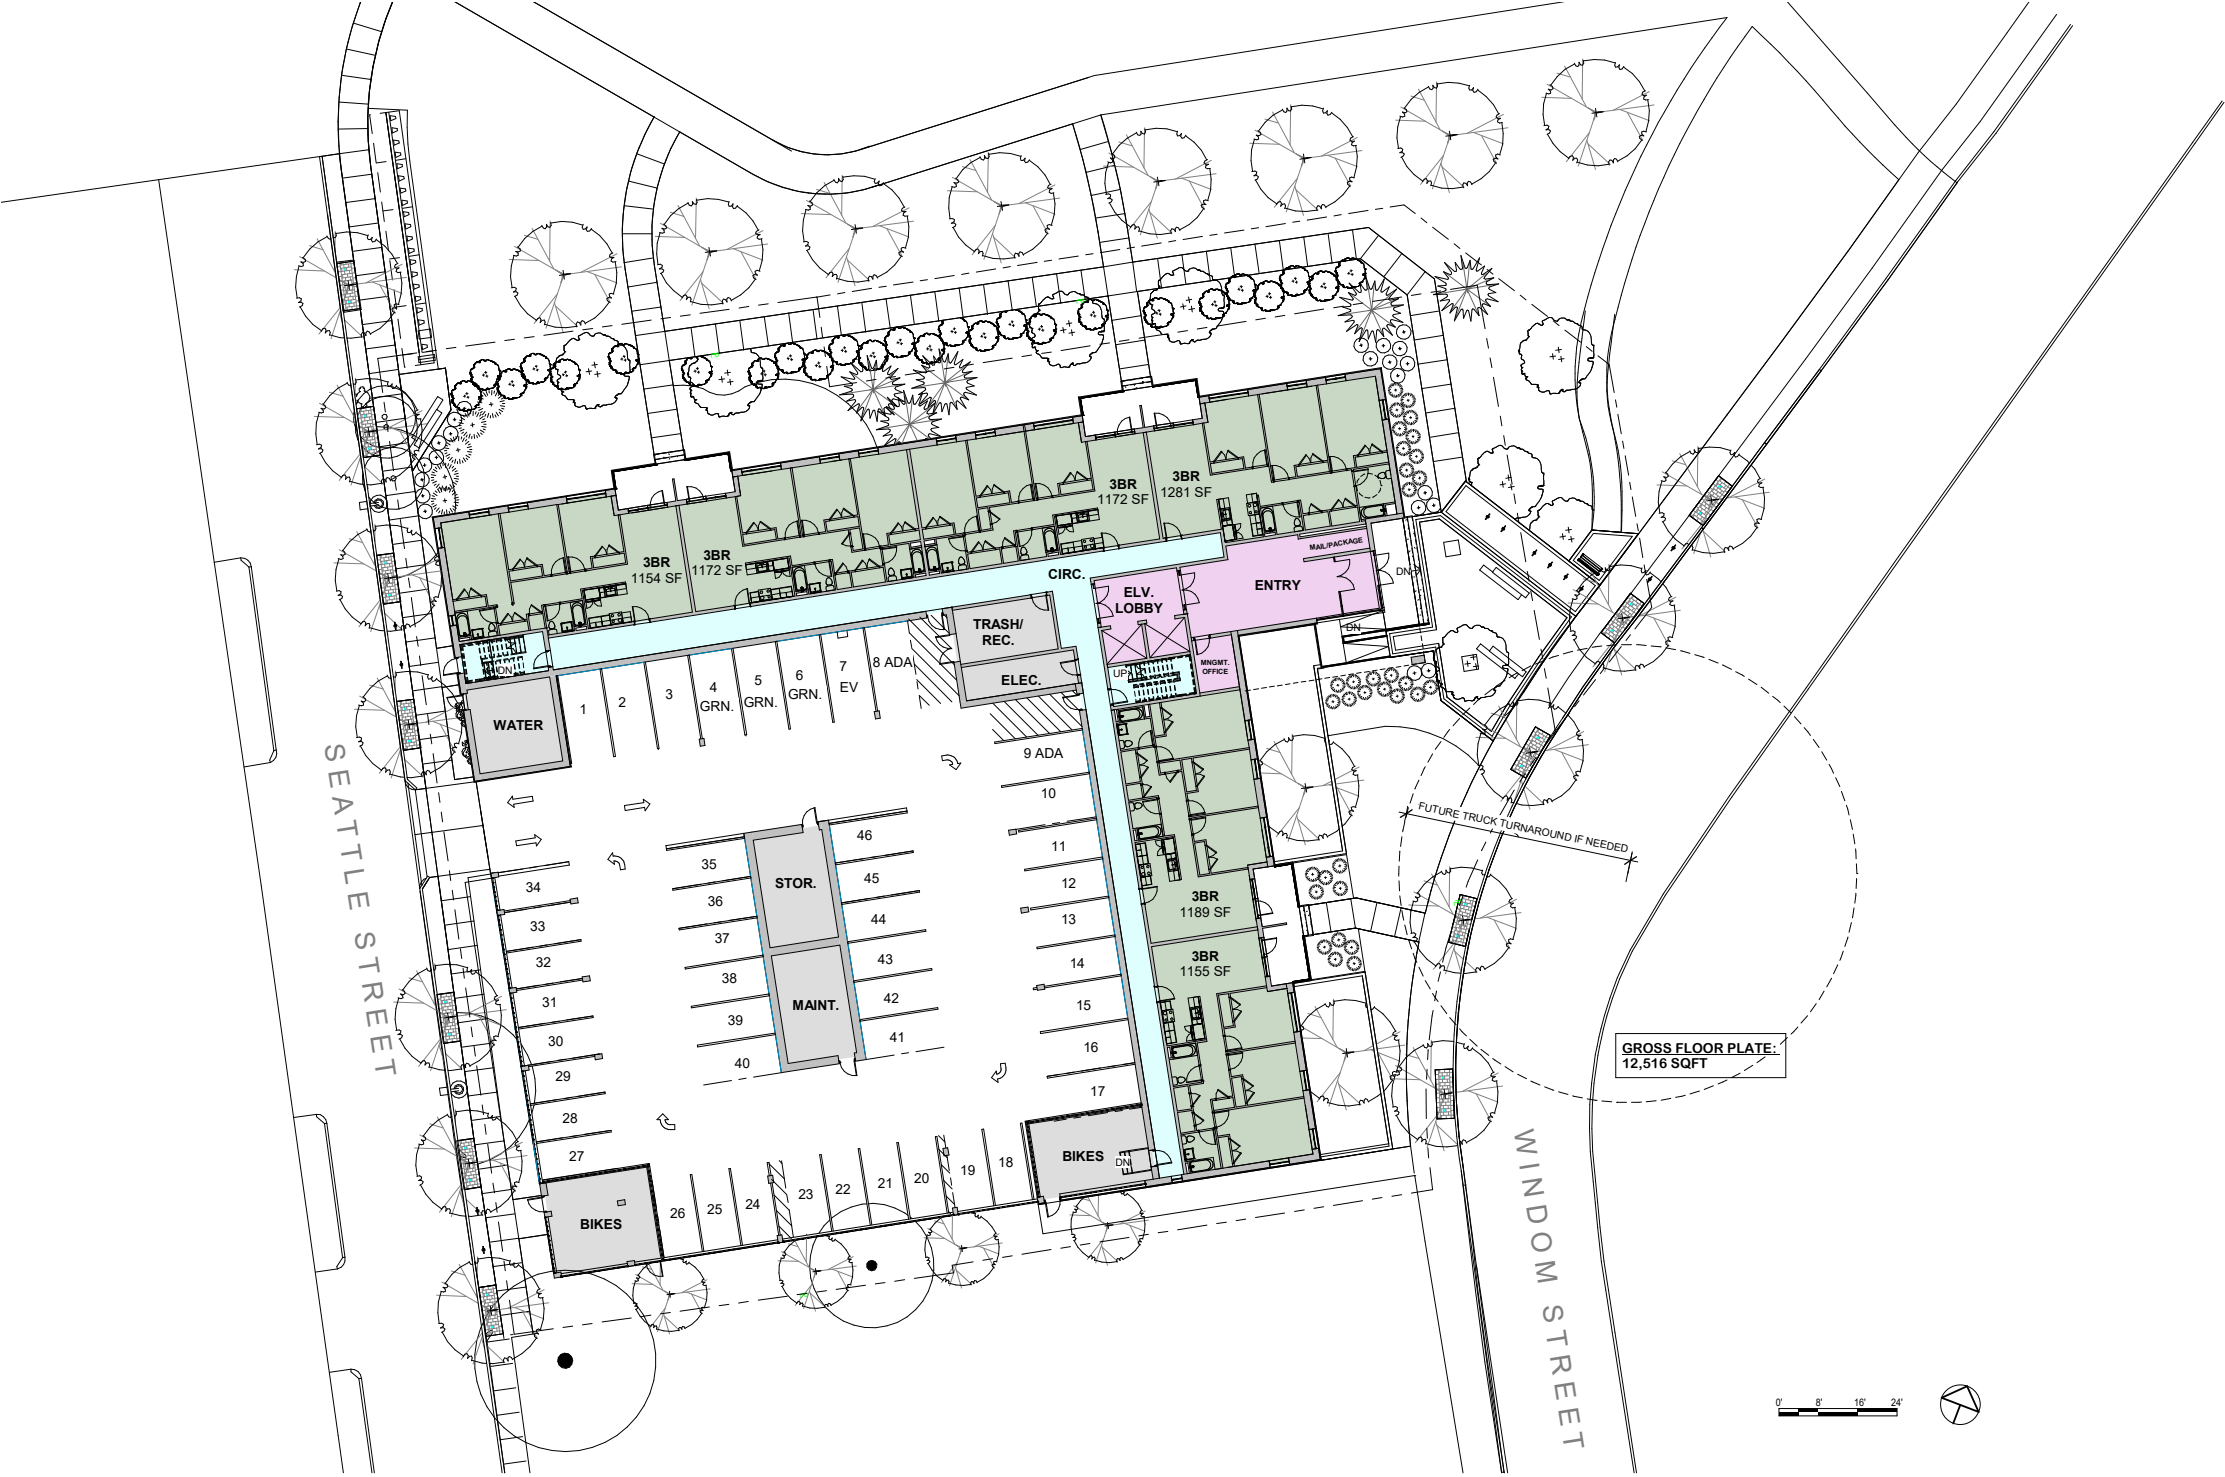 3BR
1154 SF
3BR
1172 SF
3BR
1172 SF
3BR
1281 SF
MAIL/PACKAGE
CIRC.
ELV.
LOBBY
ENTRY
DN
DN
TRASH/
REC.
ELEC.
MNGMT.
OFFICE
UP
DN
WATER
1
2
3
4
GRN.
5
GRN.
6
GRN.
7
EV
8 ADA
9 ADA
10
11
12
13
14
15
16
17
46
45
44
43
42
41
35
36
37
38
39
40
STOR.
MAINT.
34
33
32
31
30
29
28
27
26
25
24
23
22
21
20
19
18
BIKES
BIKES
DN
3BR
1189 SF
3BR
1155 SF
SEATTLE STREET
WINDOM STREET
FUTURE TRUCK TURNAROUND IF NEEDED
GROSS FLOOR PLATE:
12,516 SQFT
0' 8' 16' 24'